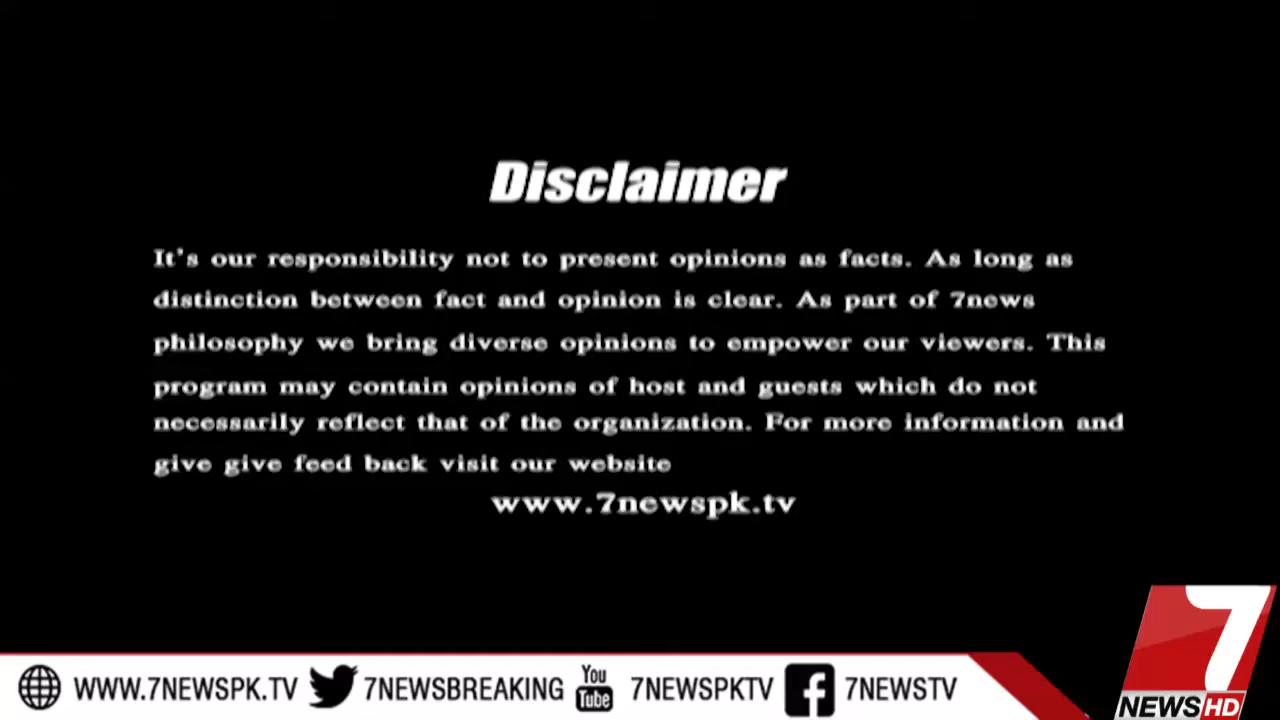 Disclaimer
It's our responsibility not to present opinions as facts. As long as
distinction between fact and opinion is clear. As part of 7news
philosophy we bring diverse opinions to empower our viewers. This
program may contain opinions of host and guests which do not
necessarily reflect that of the organization. For more information and
give give feed back visit our website
www.7newspk.tv
7
NEWS HD
WWW.7NEWSPK.TV 7NEWSBREAKING You Tube 7NEWSPKTV f 7NEWSTV